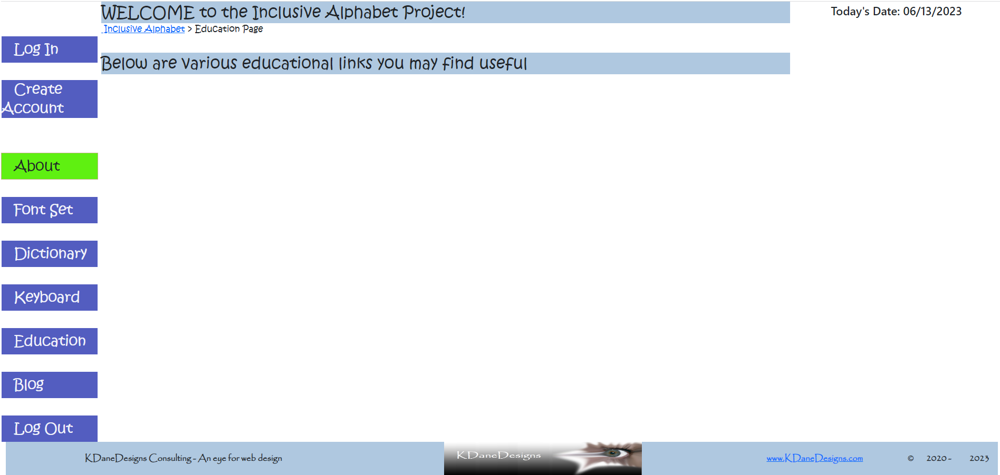 WELCOME to the Inclusive Alphabet Project!
Today's Date: 06/13/2023
Inclusive Alphabet > Education Page
Log In
Below are various educational links you may find useful
Create
Account
About
Font Set
Dictionary
Keyboard
Education
Blog
Log Out
KDaneDesigns Consulting - An eye for web design
KDaneDesigns
www.KDaneDesigns.com
© 2020 - 2023